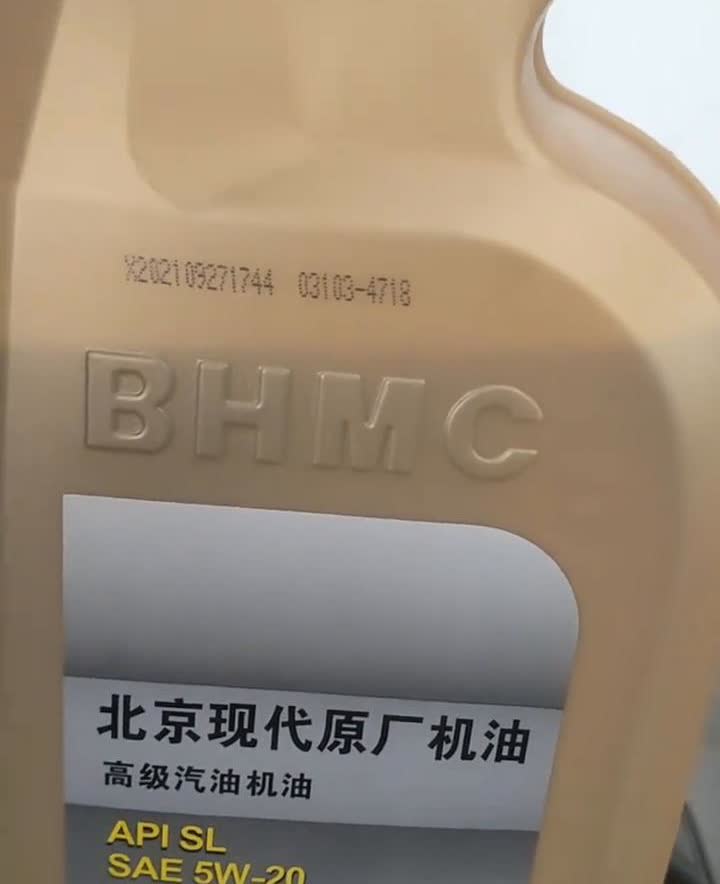 X202109271744 03103-4718
BHMC
北京现代原厂机油
高级汽油机油
API SL
SAE 5W-20